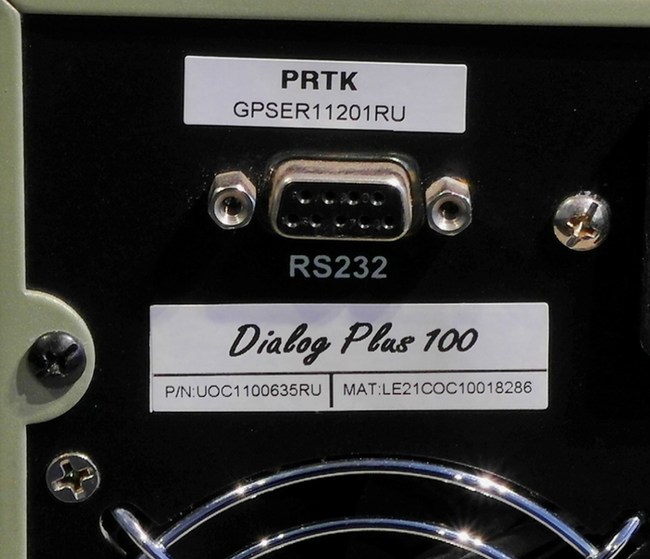 PRTK
GPSER11201RU
RS232
Dialog Plus 100
P/N:UOC1100635RU MAT:LE21COC10018286